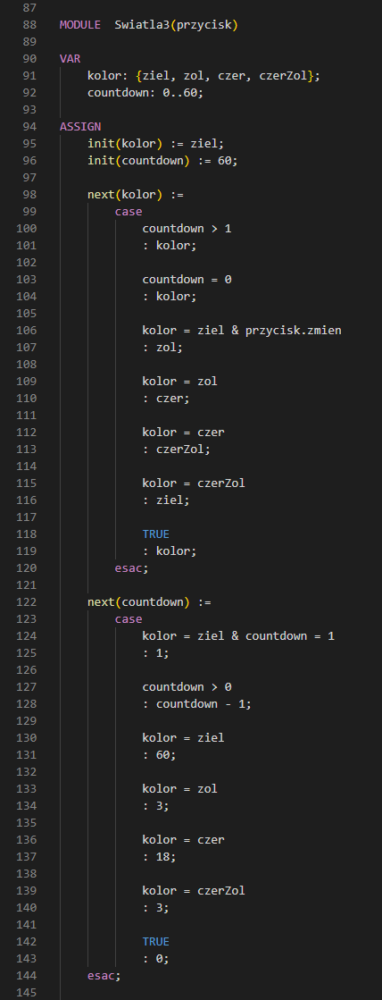 87
88 MODULE  Swiatla3(przycisk)
89
90 VAR
91     kolor: {ziel, zol, czer, czerZol};
92     countdown: 0..60;
93
94 ASSIGN
95     init(kolor) := ziel;
96     init(countdown) := 60;
97
98     next(kolor) :=
99         case
100             countdown > 1
101             : kolor;
102
103             countdown = 0
104             : kolor;
105
106             kolor = ziel & przycisk.zmien
107             : zol;
108
109             kolor = zol
110             : czer;
111
112             kolor = czer
113             : czerZol;
114
115             kolor = czerZol
116             : ziel;
117
118             TRUE
119             : kolor;
120         esac;
121
122     next(countdown) :=
123         case
124             kolor = ziel & countdown = 1
125             : 1;
126
127             countdown > 0
128             : countdown - 1;
129
130             kolor = ziel
131             : 60;
132
133             kolor = zol
134             : 3;
135
136             kolor = czer
137             : 18;
138
139             kolor = czerZol
140             : 3;
141
142             TRUE
143             : 0;
144     esac;
145